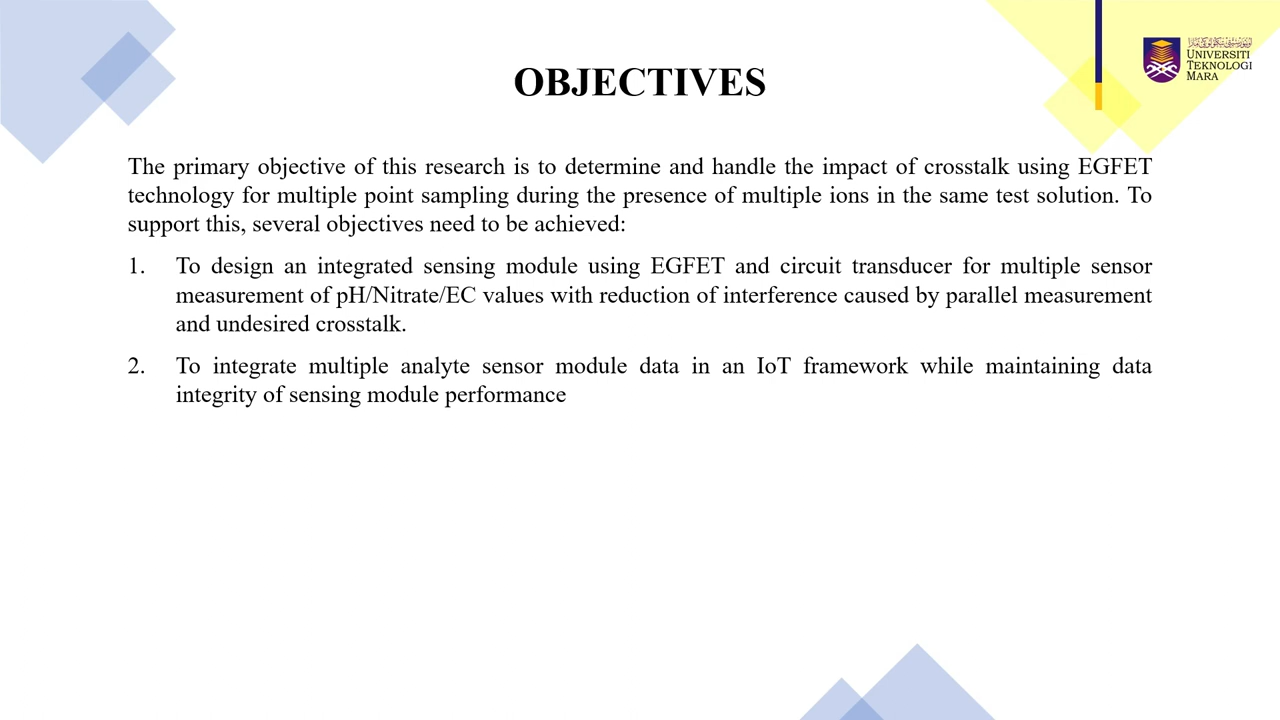 OBJECTIVES
UNIVERSITI
TEKNOLOGI
MARA
The primary objective of this research is to determine and handle the impact of crosstalk using EGFET
technology for multiple point sampling during the presence of multiple ions in the same test solution. To
support this, several objectives need to be achieved:
1. To design an integrated sensing module using EGFET and circuit transducer for multiple sensor
measurement of pH/Nitrate/EC values with reduction of interference caused by parallel measurement
and undesired crosstalk.
2. To integrate multiple analyte sensor module data in an IoT framework while maintaining data
integrity of sensing module performance